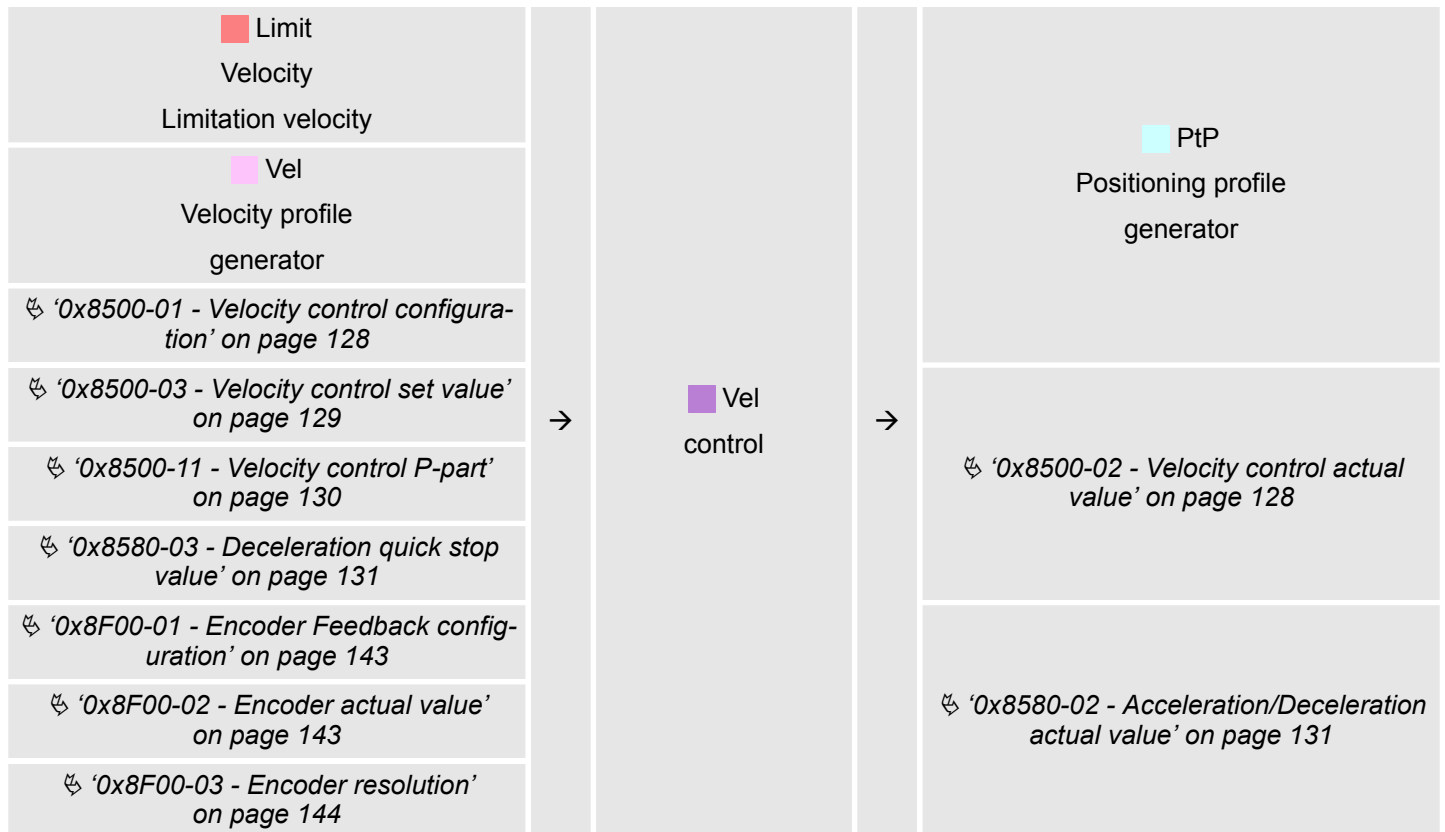 Limit
Velocity
Limitation velocity
Vel
Velocity profile
generator
↳ '0x8500-01 - Velocity control configura-
tion' on page 128
↳ ‘0x8500-03 - Velocity control set value’
on page 129
↳ ‘0x8500-11 - Velocity control P-part’
on page 130
↳ ‘0x8580-03 - Deceleration quick stop
value’ on page 131
↳ ‘0x8F00-01 - Encoder Feedback config-
uration’ on page 143
↳ ‘0x8F00-02 - Encoder actual value’
on page 143
↳ ‘0x8F00-03 - Encoder resolution’
on page 144
→
Vel
control
→
PtP
Positioning profile
generator
↳ ‘0x8500-02 - Velocity control actual
value’ on page 128
↳ ‘0x8580-02 - Acceleration/Deceleration
actual value’ on page 131